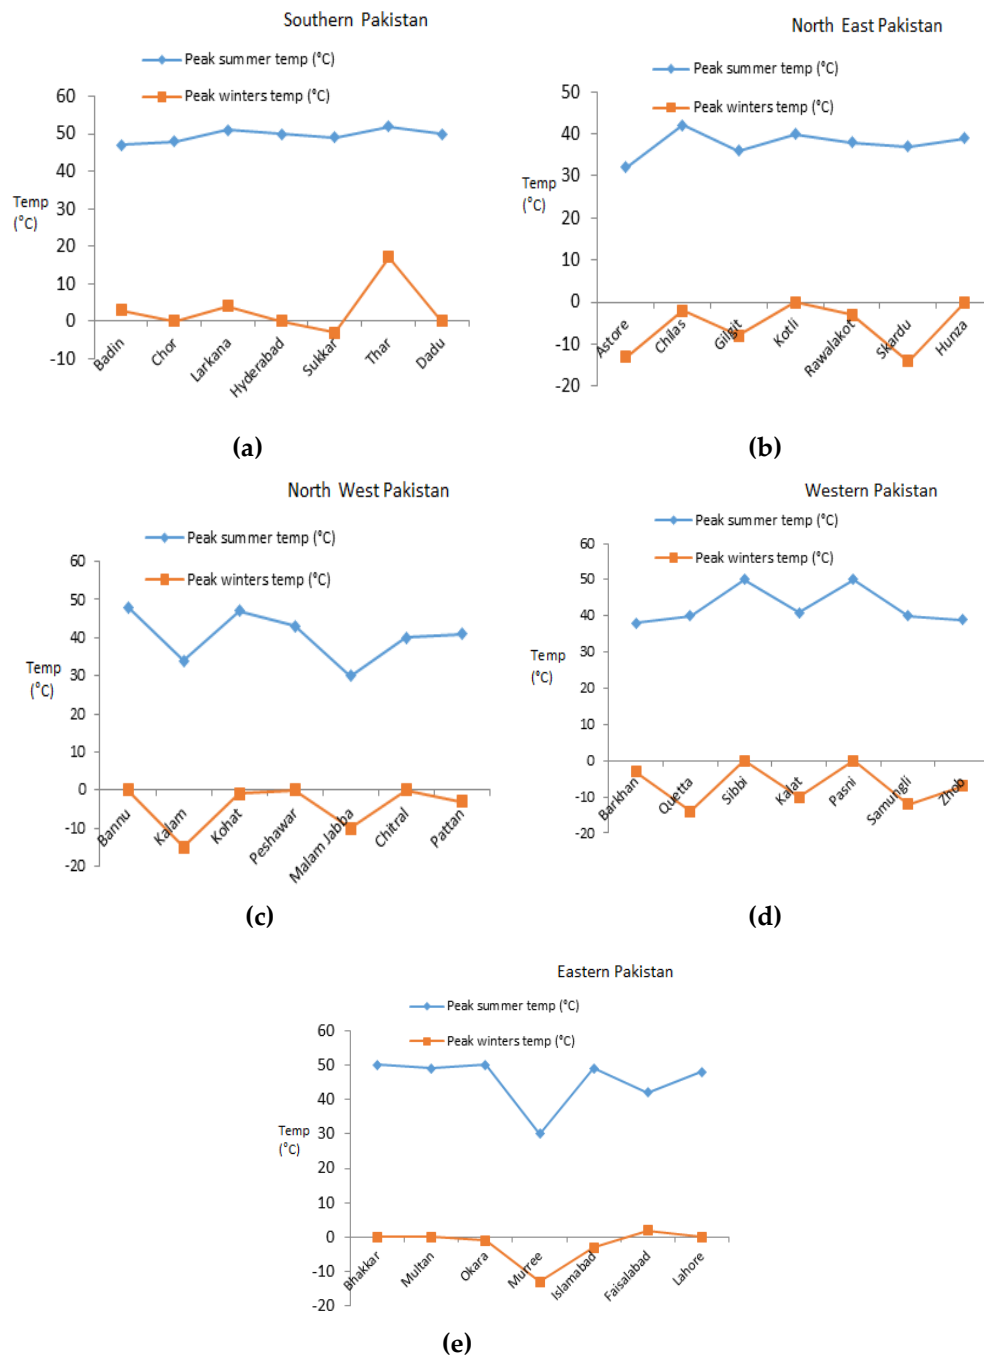 Southern Pakistan
Peak summer temp (°C)
Peak winters temp (°C)
60
50
40
30
20
10
0
-10
Temp
(°C)
Badin
Chor
Larkana
Hyderabad
Sukkar
Thar
Dadu
(a)
North East Pakistan
Peak summer temp (°C)
Peak winters temp (°C)
50
40
30
20
10
0
-10
-20
Temp
(°C)
Astore
Chilas
Gilgit
Kotli
Rawalakot
Skardu
Hunza
(b)
North West Pakistan
Peak summer temp (°C)
Peak winters temp (°C)
60
50
40
30
20
10
0
-10
-20
Temp
(°C)
Bannu
Kalam
Kohat
Peshawar
Malam Jabba
Chitral
Pattan
(c)
Western Pakistan
Peak summer temp (°C)
Peak winters temp (°C)
60
50
40
30
20
10
0
-10
-20
Temp
(°C)
Barkhan
Quetta
Sibbi
Kalat
Pasni
Samungli
Zhob
(d)
Eastern Pakistan
Peak summer temp (°C)
Peak winters temp (°C)
60
50
40
30
20
10
0
-10
-20
Temp
(°C)
Bhakkar
Multan
Okara
Murree
Islamabad
Faisalabad
Lahore
(e)